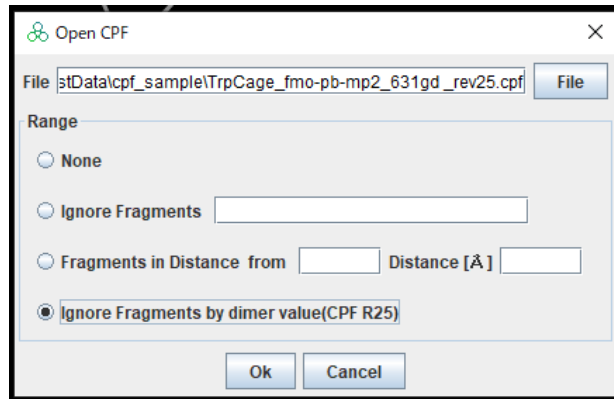 Open CPF
File stData\cpf_sample\TrpCage_fmo-pb-mp2_631gd _rev25.cpf File
Range
None
Ignore Fragments
Fragments in Distance from Distance [Å]
Ignore Fragments by dimer value(CPF R25)
Ok Cancel